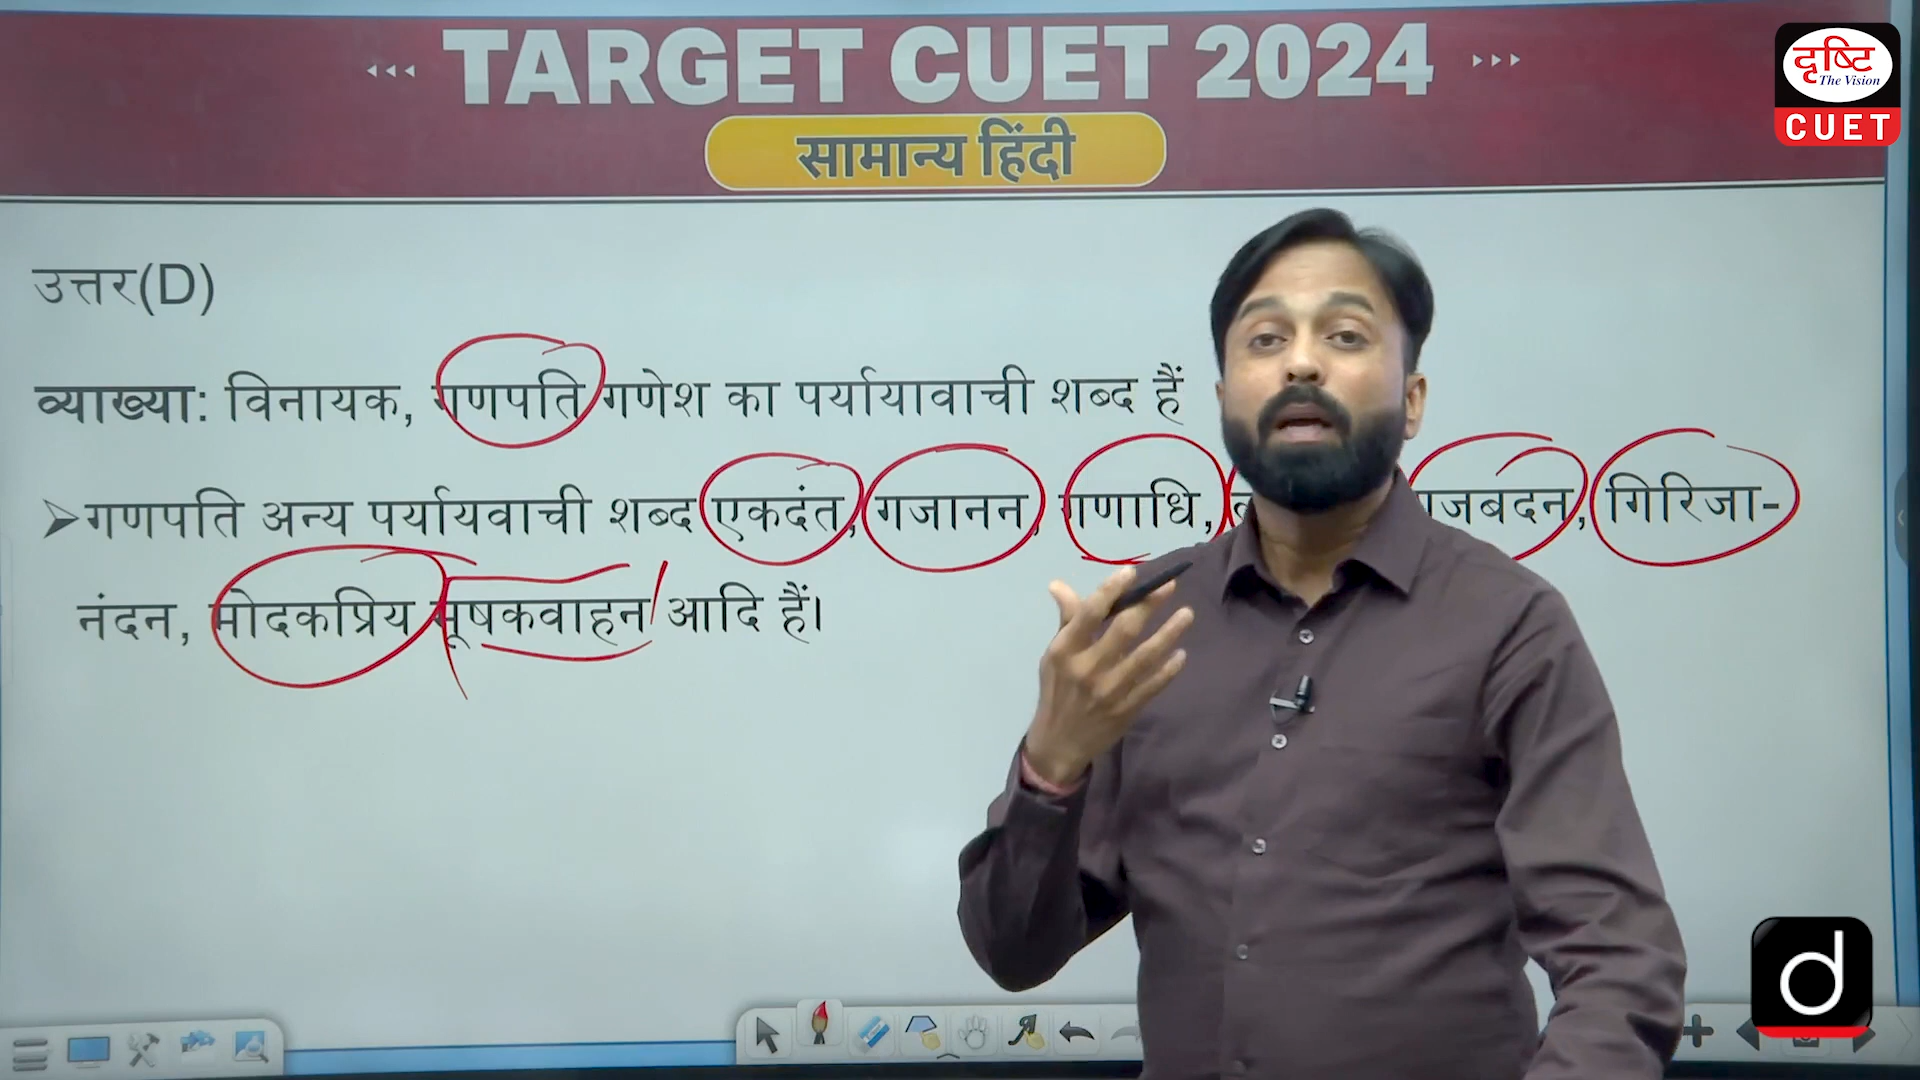 TARGET CUET 2024
सामान्य हिंदी
दृष्टि
The Vision
CUET
उत्तर(D)
व्याख्या: विनायक, गणपति गणेश का पर्यायावाची शब्द हैं
➢गणपति अन्य पर्यायवाची शब्द एकदंत, गजानन, गणाधि, गजबदन, गिरिजा-
नंदन, मोदकप्रिय मूषकवाहन आदि हैं।
d